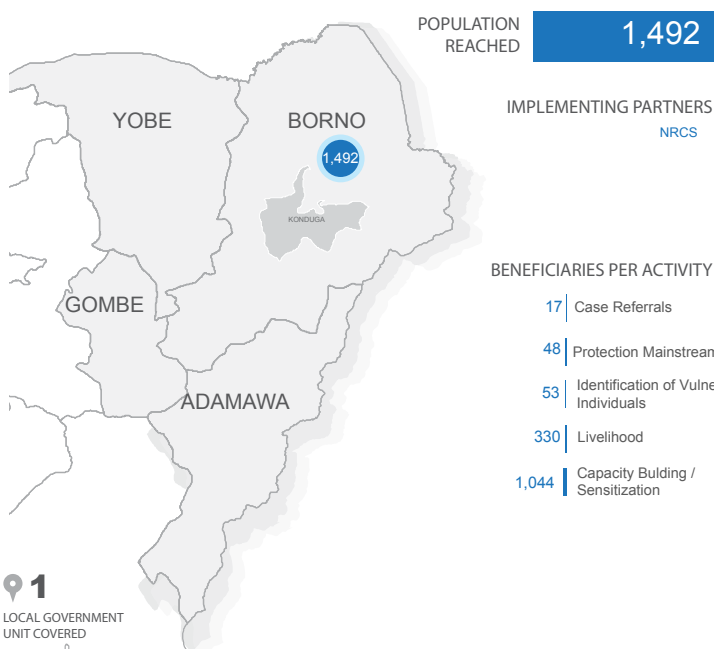 POPULATION
REACHED
1,492
IMPLEMENTING PARTNERS
NRCS
YOBE
BORNO
1,492
KONDUGA
GOMBE
ADAMAWA
BENEFICIARIES PER ACTIVITY
17 Case Referrals
48 Protection Mainstream
53 Identification of Vulne
Individuals
330 Livelihood
1,044 Capacity Bulding /
Sensitization
1
LOCAL GOVERNMENT
UNIT COVERED